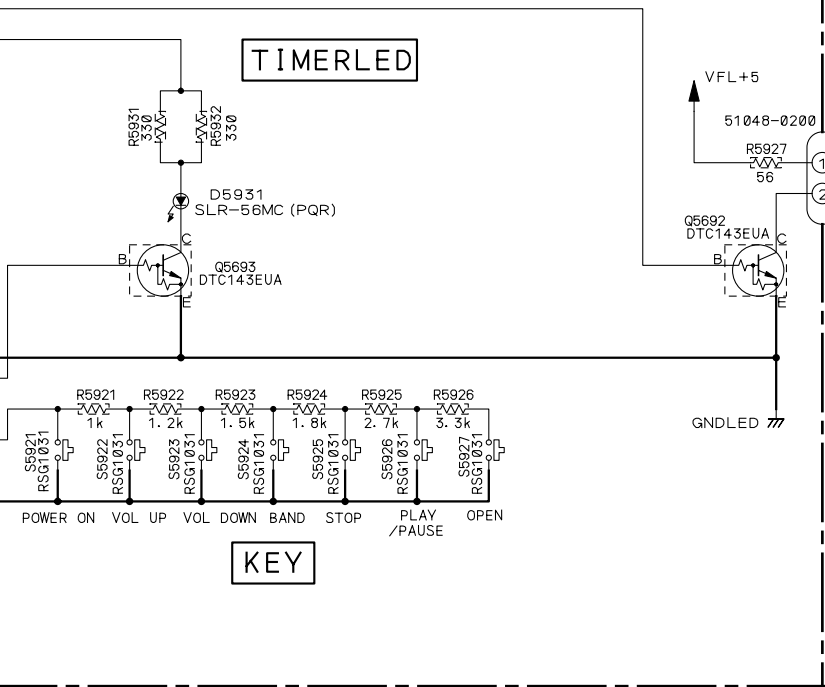 TIMERLED
VFL+5
51048-0200
R5931
330
R5932
330
R5927
56
1
2
D5931
SLR-56MC (PQR)
Q5692
DTC143EUA
C
B
E
C
B
E
Q5693
DTC143EUA
R5921
R5922
R5923
R5924
R5925
R5926
1k
1.2k
1.5k
1.8k
2.7k
3.3k
GNDLED
S5921
RSG1031
S5922
RSG1031
S5923
RSG1031
S5924
RSG1031
S5925
RSG1031
S5926
RSG1031
S5927
RSG1031
POWER ON
VOL UP
VOL DOWN
BAND
STOP
PLAY
/PAUSE
OPEN
KEY